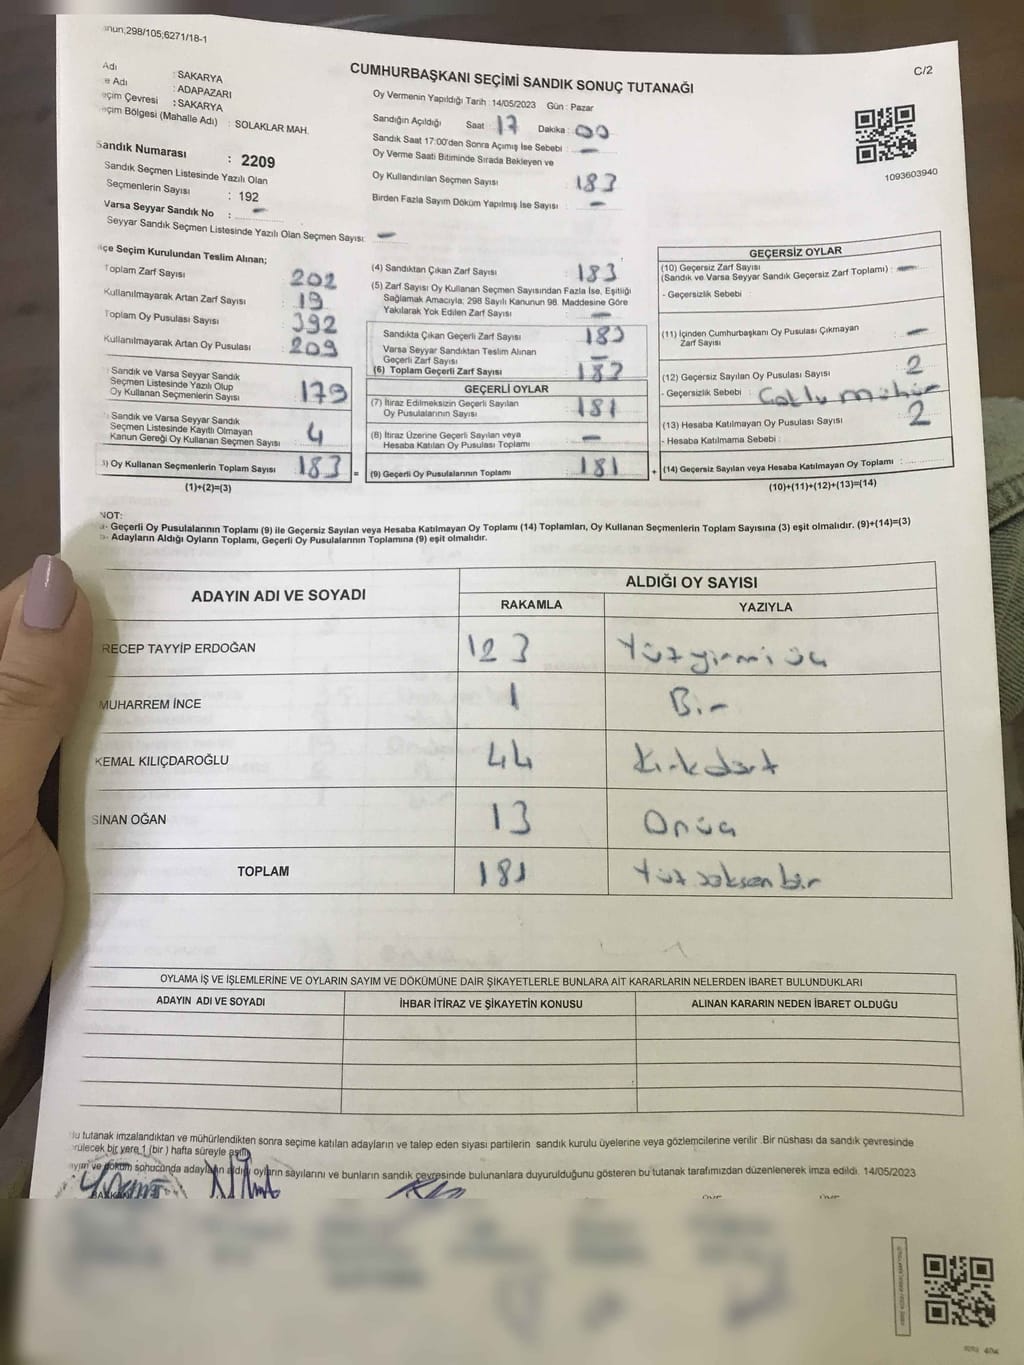 anun,298/105;6271/18-1
C/2
CUMHURBAŞKANI SEÇİMİ SANDIK SONUÇ TUTANAĞI
Adı : SAKARYA
e Adı : ADAPAZARI
eçim Çevresi : SAKARYA
eçim Bölgesi (Mahalle Adı) : SOLAKLAR MAH.
Sandık Numarası : 2209
Sandık Seçmen Listesinde Yazılı Olan
Seçmenlerin Sayısı : 192
Varsa Seyyar Sandık No : -
Seyyar Sandık Seçmen Listesinde Yazılı Olan Seçmen Sayısı: -
Oy Vermenin Yapıldığı Tarih : 14/05/2023 Gün : Pazar
Sandığın Açıldığı Saat 17 Dakika : 00
Sandık Saat 17:00'den Sonra Açımış İse Sebebi : -
Oy Verme Saati Bitiminde Sırada Bekleyen ve
Oy Kullandırılan Seçmen Sayısı 183
Birden Fazla Sayım Döküm Yapılmış İse Sayısı : -
1093603940
lçe Seçim Kurulundan Teslim Alınan;
Toplam Zarf Sayısı : 202
Kullanılmayarak Artan Zarf Sayısı : 19
Toplam Oy Pusulası Sayısı : 392
Kullanılmayarak Artan Oy Pusulası : 209
Sandık ve Varsa Seyyar Sandık
Seçmen Listesinde Yazılı Olup
Oy Kullanan Seçmenlerin Sayısı : 179
Sandık ve Varsa Seyyar Sandık
Seçmen Listesinde Kayıtlı Olmayan
Kanun Gereği Oy Kullanan Seçmen Sayısı : 4
3) Oy Kullanan Seçmenlerin Toplam Sayısı : 183 =
(1)+(2)=(3)
(4) Sandıktan Çıkan Zarf Sayısı : 183
(5) Zarf Sayısı Oy Kullanan Seçmen Sayısından Fazla İse, Eşitliği
Sağlamak Amacıyla; 298 Sayılı Kanunun 98. Maddesine Göre
Yakılarak Yok Edilen Zarf Sayısı : -
Sandıkta Çıkan Geçerli Zarf Sayısı : 183
Varsa Seyyar Sandıktan Teslim Alınan
Geçerli Zarf Sayısı : -
(6) Toplam Geçerli Zarf Sayısı : 183
GEÇERLİ OYLAR
(7) İtiraz Edilmeksizin Geçerli Sayılan
Oy Pusulalarının Sayısı : 181
(8) İtiraz Üzerine Geçerli Sayılan veya
Hesaba Katılan Oy Pusulası Toplamı : -
(9) Geçerli Oy Pusulalarının Toplamı : 181 +
GEÇERSİZ OYLAR
(10) Geçersiz Zarf Sayısı
(Sandık ve Varsa Seyyar Sandık Geçersiz Zarf Toplamı) : -
- Geçersizlik Sebebi :
(11) İçinden Cumhurbaşkanı Oy Pusulası Çıkmayan
Zarf Sayısı : -
(12) Geçersiz Sayılan Oy Pusulası Sayısı : 2
- Geçersizlik Sebebi : Çatlu mühür
(13) Hesaba Katılmayan Oy Pusulası Sayısı : 2
- Hesaba Katılmama Sebebi :
(14) Geçersiz Sayılan veya Hesaba Katılmayan Oy Toplamı :
(10)+(11)+(12)+(13)=(14)
NOT:
a- Geçerli Oy Pusulalarının Toplamı (9) ile Geçersiz Sayılan veya Hesaba Katılmayan Oy Toplamı (14) Toplamları, Oy Kullanan Seçmenlerin Toplam Sayısına (3) eşit olmalıdır. (9)+(14)=(3)
b- Adayların Aldığı Oyların Toplamı, Geçerli Oy Pusulalarının Toplamına (9) eşit olmalıdır.
ADAYIN ADI VE SOYADI
ALDIĞI OY SAYISI
RAKAMLA YAZIYLA
RECEP TAYYİP ERDOĞAN 123 Yüzyirmi üç
MUHARREM İNCE 1 Bir
KEMAL KILIÇDAROĞLU 44 Kırkdört
SİNAN OĞAN 13 Onüç
TOPLAM 181 Yüz seksen bir
OYLAMA İŞ VE İŞLEMLERİNE VE OYLARIN SAYIM VE DÖKÜMÜNE DAİR ŞİKAYETLERLE BUNLARA AİT KARARLARIN NELERDEN İBARET BULUNDUKLARI
ADAYIN ADI VE SOYADI İHBAR İTİRAZ VE ŞİKAYETİN KONUSU ALINAN KARARIN NEDEN İBARET OLDUĞU
Bu tutanak imzalandıktan ve mühürlendikten sonra seçime katılan adayların ve talep eden siyasi partilerin sandık kurulu üyelerine veya gözlemcilerine verilir .Bir nüshası da sandık çevresinde
rülecek bir yere 1 (bir ) hafta süreyle asılır.
ayım ve döküm sonucunda adayların aldığı oyların sayılarını ve bunların sandık çevresinde bulunanlara duyurulduğunu gösteren bu tutanak tarafımızdan düzenlenerek imza edildi. 14/05/2023
BAŞKAN